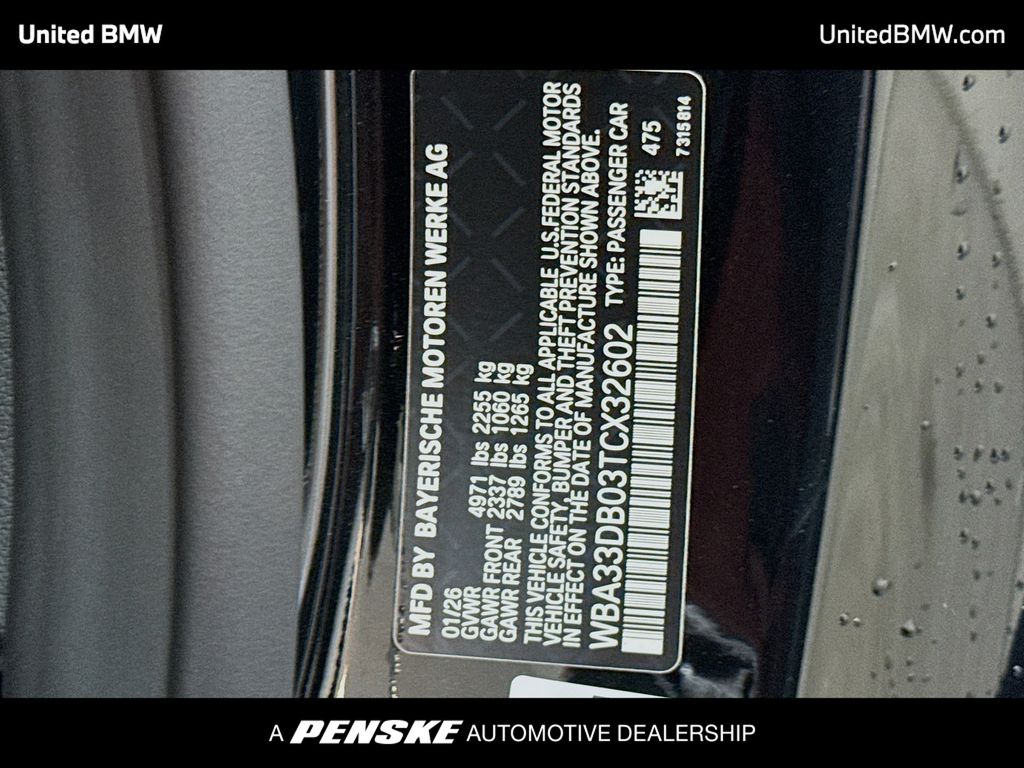 United BMW
UnitedBMW.com
MFD BY BAYERISCHE MOTOREN WERKE AG
01/26
GVWR 4971 lbs 2255 kg
GAWR FRONT 2337 lbs 1060 kg
GAWR REAR 2789 lbs 1265 kg
THIS VEHICLE CONFORMS TO ALL APPLICABLE U.S.FEDERAL MOTOR
VEHICLE SAFETY, BUMPER AND THEFT PREVENTION STANDARDS
IN EFFECT ON THE DATE OF MANUFACTURE SHOWN ABOVE.
WBA33DB03TCX32602 TYPE: PASSENGER CAR
475
7315814
A PENSKE AUTOMOTIVE DEALERSHIP